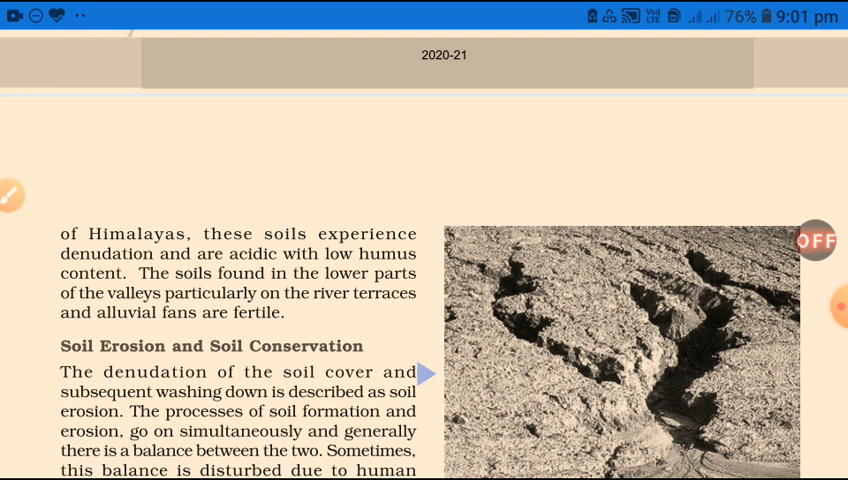 Vo) LTE 76% 9:01 pm
2020-21
of Himalayas, these soils experience
denudation and are acidic with low humus
content. The soils found in the lower parts
of the valleys particularly on the river terraces
and alluvial fans are fertile.
OFF
Soil Erosion and Soil Conservation
The denudation of the soil cover and
subsequent washing down is described as soil
erosion. The processes of soil formation and
erosion, go on simultaneously and generally
there is a balance between the two. Sometimes,
this balance is disturbed due to human